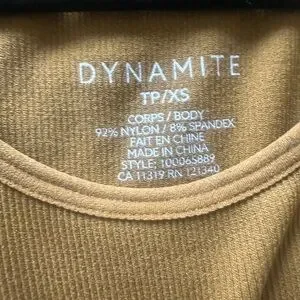 DYNAMITE
TP/XS
CORPS/BODY
92% NYLON / 8% SPANDEX
FAIT EN CHINE
MADE IN CHINA
STYLE: 100065889
CA 11319 RN 121340